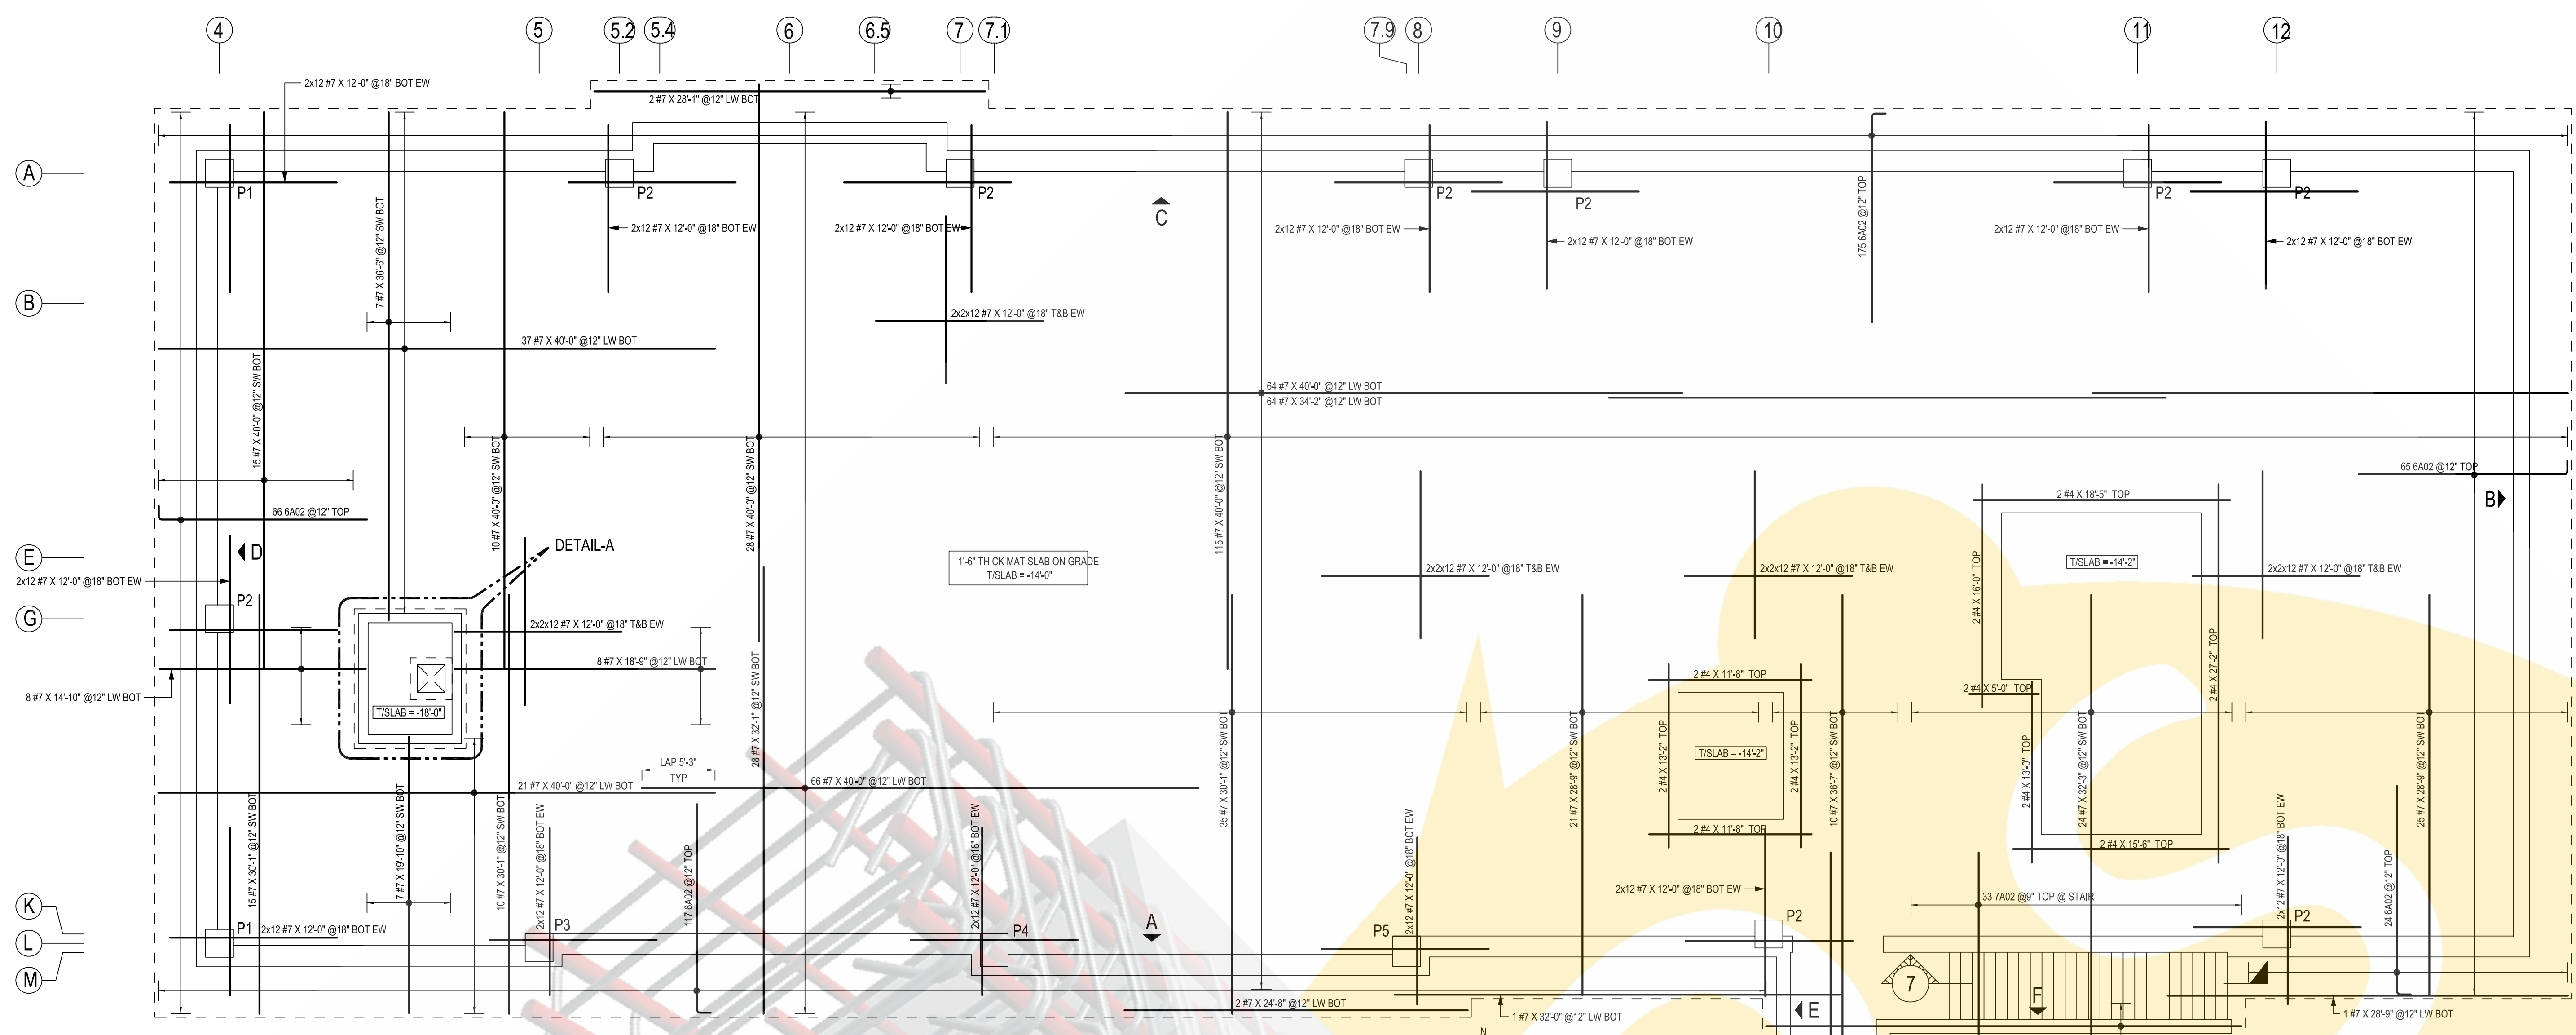 4 5 5.2 5.4 6 6.5 7 7.1 7.9 8 9 10 11 12
2x12 #7 X 12'-0" @18" BOT EW
2 #7 X 28'-1" @12" LW BOT
A
P1
P2
P2
P2
P2
P2
P2
C
175 6A02 @12" TOP
7 #7 X 36'-6" @12" SW BOT
2x12 #7 X 12'-0" @18" BOT EW
2x12 #7 X 12'-0" @18" BOT EW
2x12 #7 X 12'-0" @18" BOT EW
2x12 #7 X 12'-0" @18" BOT EW
2x12 #7 X 12'-0" @18" BOT EW
2x12 #7 X 12'-0" @18" BOT EW
B
2x2x12 #7 X 12'-0" @18" T&B EW
37 #7 X 40'-0" @12" LW BOT
64 #7 X 40'-0" @12" LW BOT
64 #7 X 34'-2" @12" LW BOT
15 #7 X 40'-0" @12" SW BOT
10 #7 X 40'-0" @12" SW BOT
28 #7 X 40'-0" @12" SW BOT
115 #7 X 40'-0" @12" SW BOT
65 6A02 @12" TOP
B
66 6A02 @12" TOP
2 #4 X 18'-5" TOP
E
D
DETAIL-A
1'-6" THICK MAT SLAB ON GRADE
T/SLAB = -14'-0"
T/SLAB = -14'-2"
2x12 #7 X 12'-0" @18" BOT EW
2x2x12 #7 X 12'-0" @18" T&B EW
2x2x12 #7 X 12'-0" @18" T&B EW
2x2x12 #7 X 12'-0" @18" T&B EW
2 #4 X 16'-0" TOP
P2
G
2x2x12 #7 X 12'-0" @18" T&B EW
2 #4 X 27'-2" TOP
8 #7 X 18'-9" @12" LW BOT
8 #7 X 14'-10" @12" LW BOT
2 #4 X 11'-8" TOP
2 #4 X 5'-0" TOP
T/SLAB = -18'-0"
28 #7 X 32'-1" @12" SW BOT
35 #7 X 30'-1" @12" SW BOT
21 #7 X 28'-9" @12" SW BOT
2 #4 X 13'-2" TOP
T/SLAB = -14'-2"
2 #4 X 13'-2" TOP
10 #7 X 36'-7" @12" SW BOT
2 #4 X 13'-0" TOP
24 #7 X 32'-3" @12" SW BOT
25 #7 X 28'-9" @12" SW BOT
LAP 5'-3"
TYP
66 #7 X 40'-0" @12" LW BOT
21 #7 X 40'-0" @12" LW BOT
2 #4 X 11'-8" TOP
2 #4 X 15'-6" TOP
15 #7 X 30'-1" @12" SW BOT
7 #7 X 19'-10" @12" SW BOT
10 #7 X 30'-1" @12" SW BOT
2x12 #7 X 12'-0" @18" BOT EW
117 6A02 @12" TOP
2x12 #7 X 12'-0" @18" BOT EW
2x12 #7 X 12'-0" @18" BOT EW
2x12 #7 X 12'-0" @18" BOT EW
33 7A02 @9" TOP @ STAIR
2x12 #7 X 12'-0" @18" BOT EW
24 6A02 @12" TOP
K
P1
2x12 #7 X 12'-0" @18" BOT EW
P3
P4
A
P5
P2
P2
L
M
7
2 #7 X 24'-8" @12" LW BOT
1 #7 X 32'-0" @12" LW BOT
E
F
1 #7 X 28'-9" @12" LW BOT
N